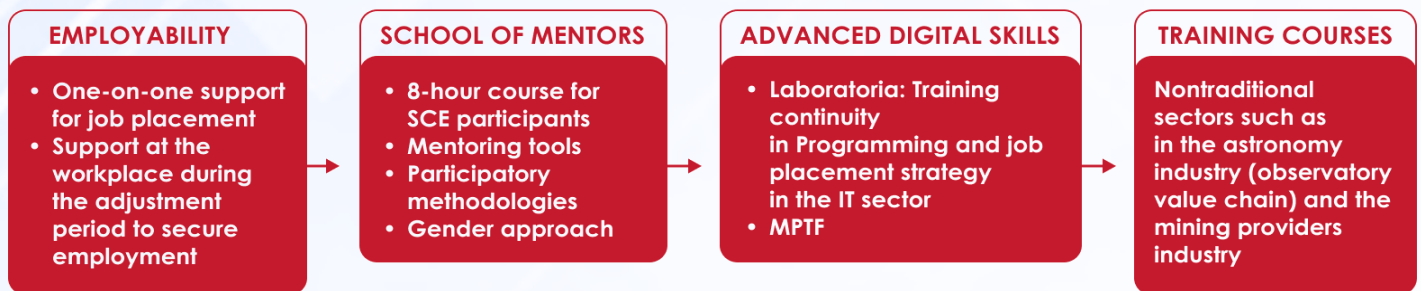 EMPLOYABILITY
• One-on-one support
for job placement
• Support at the
workplace during
the adjustment
period to secure
employment
SCHOOL OF MENTORS
• 8-hour course for
SCE participants
• Mentoring tools
• Participatory
methodologies
• Gender approach
ADVANCED DIGITAL SKILLS
• Laboratoria: Training
continuity
in Programming and job
placement strategy
in the IT sector
• MPTF
TRAINING COURSES
Nontraditional
sectors such as
in the astronomy
industry (observatory
value chain) and the
mining providers
industry